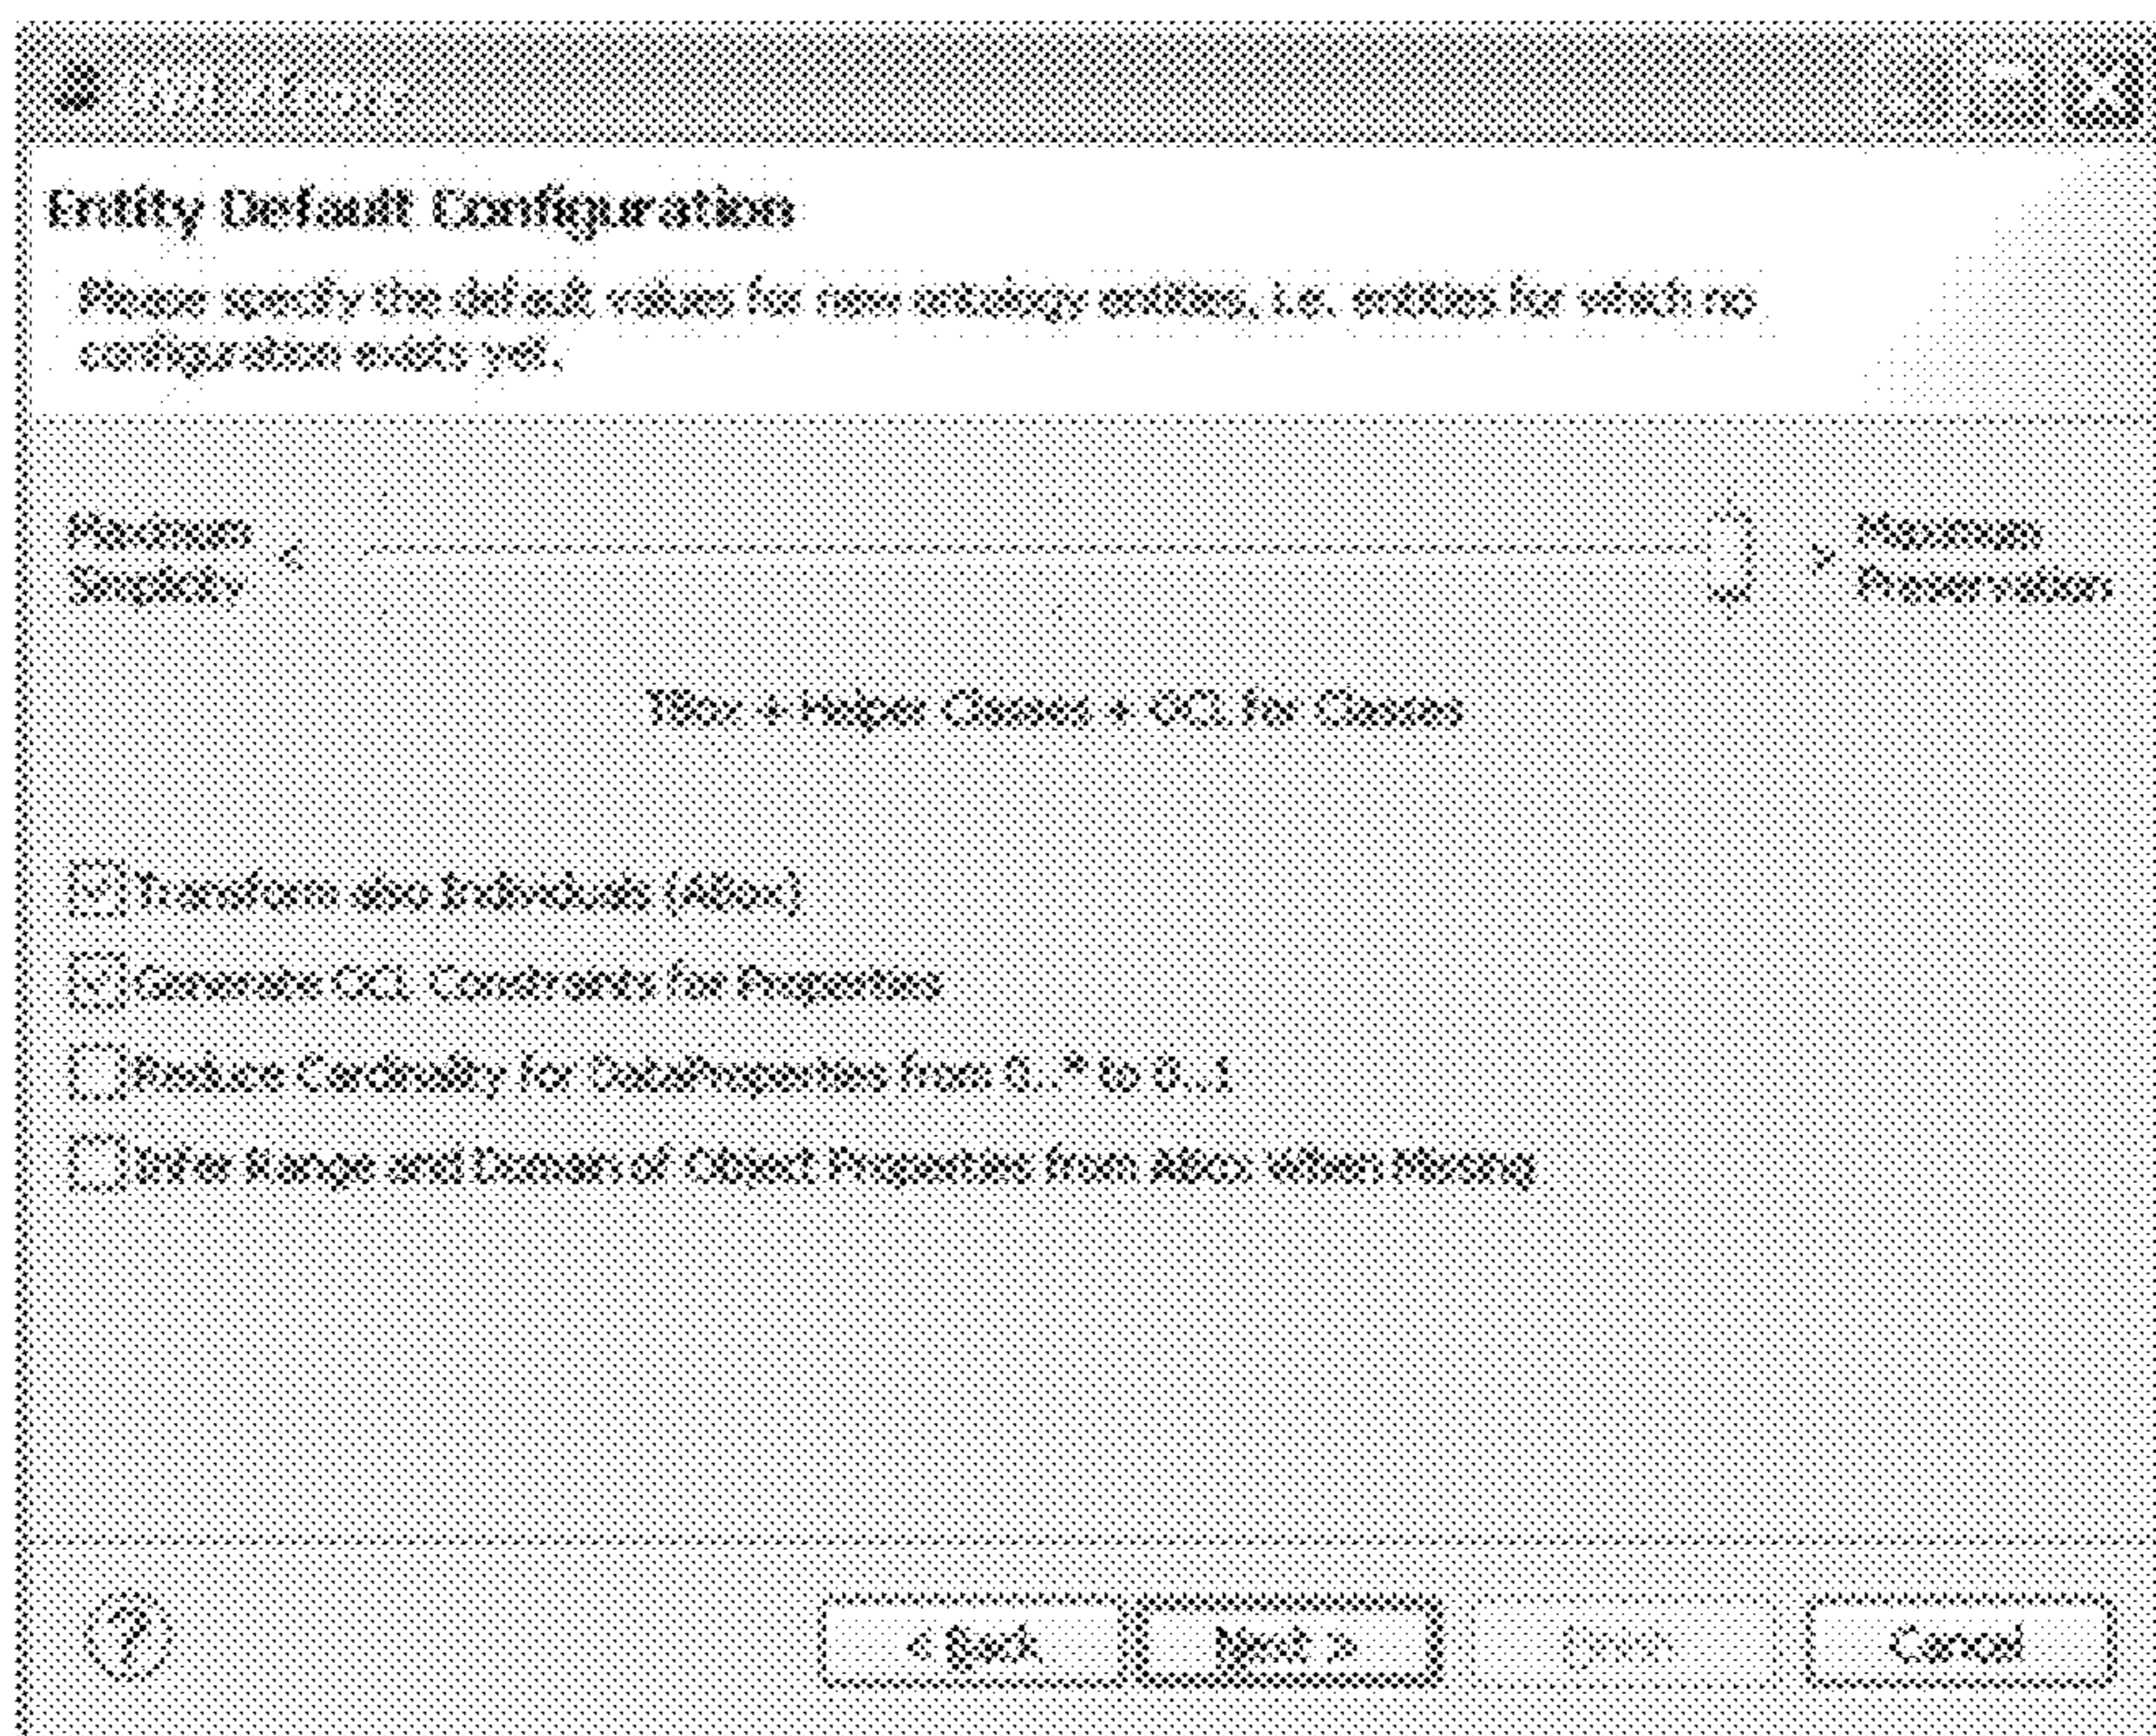 Entity Default Configuration
Please specify the default values for new ontology entities, i.e. entities for which no
configuration exists yet.
Maximum
Simplicity
<
>
Maximum
Preservation
TBox + Helper Classes + OCL for Classes
Transform also Individuals (ABox)
Generate OCL Constraints for Properties
Reduce Cardinality for DataProperties from 0..* to 0..1
Infer Range and Domain of Object Properties from ABox when Missing
?
< Back
Next >
Finish
Cancel